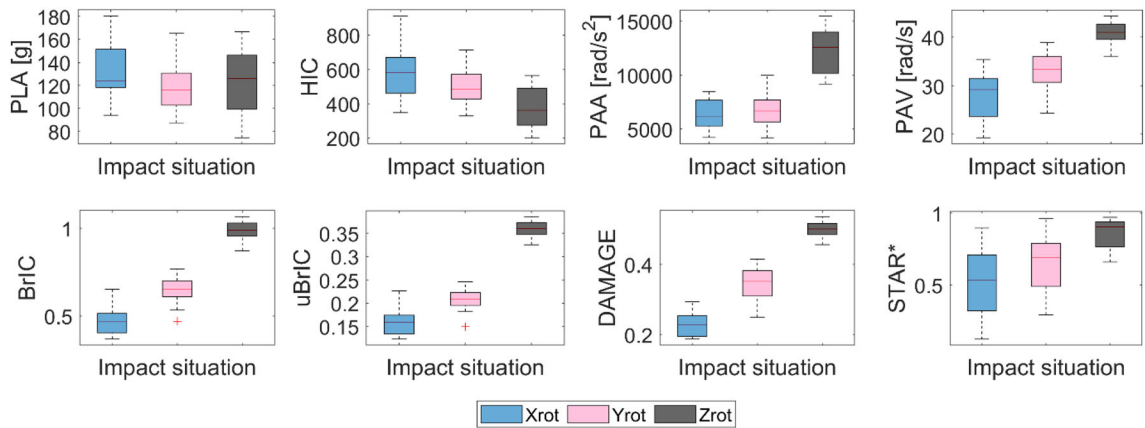 PLA [g]
180
160
140
120
100
80
Impact situation
HIC
800
600
400
200
Impact situation
PAA [rad/s²]
15000
10000
5000
Impact situation
PAV [rad/s]
40
30
20
Impact situation
BrIC
1
0.5
Impact situation
uBrIC
0.35
0.3
0.25
0.2
0.15
Impact situation
DAMAGE
0.4
0.2
Impact situation
STAR*
1
0.5
Impact situation
Xrot Yrot Zrot